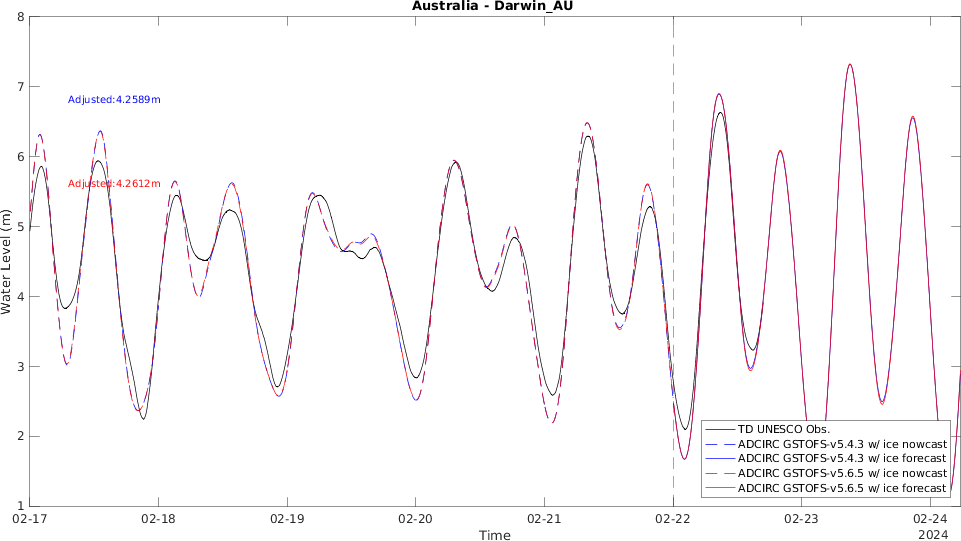 Australia - Darwin_AU
8
7
6
5
4
3
2
1
Water Level (m)
Adjusted:4.2589m
Adjusted:4.2612m
TD UNESCO Obs.
ADCIRC GSTOFS-v5.4.3 w/ ice nowcast
ADCIRC GSTOFS-v5.4.3 w/ ice forecast
ADCIRC GSTOFS-v5.6.5 w/ ice nowcast
ADCIRC GSTOFS-v5.6.5 w/ ice forecast
02-17 02-18 02-19 02-20 02-21 02-22 02-23 02-24
2024
Time